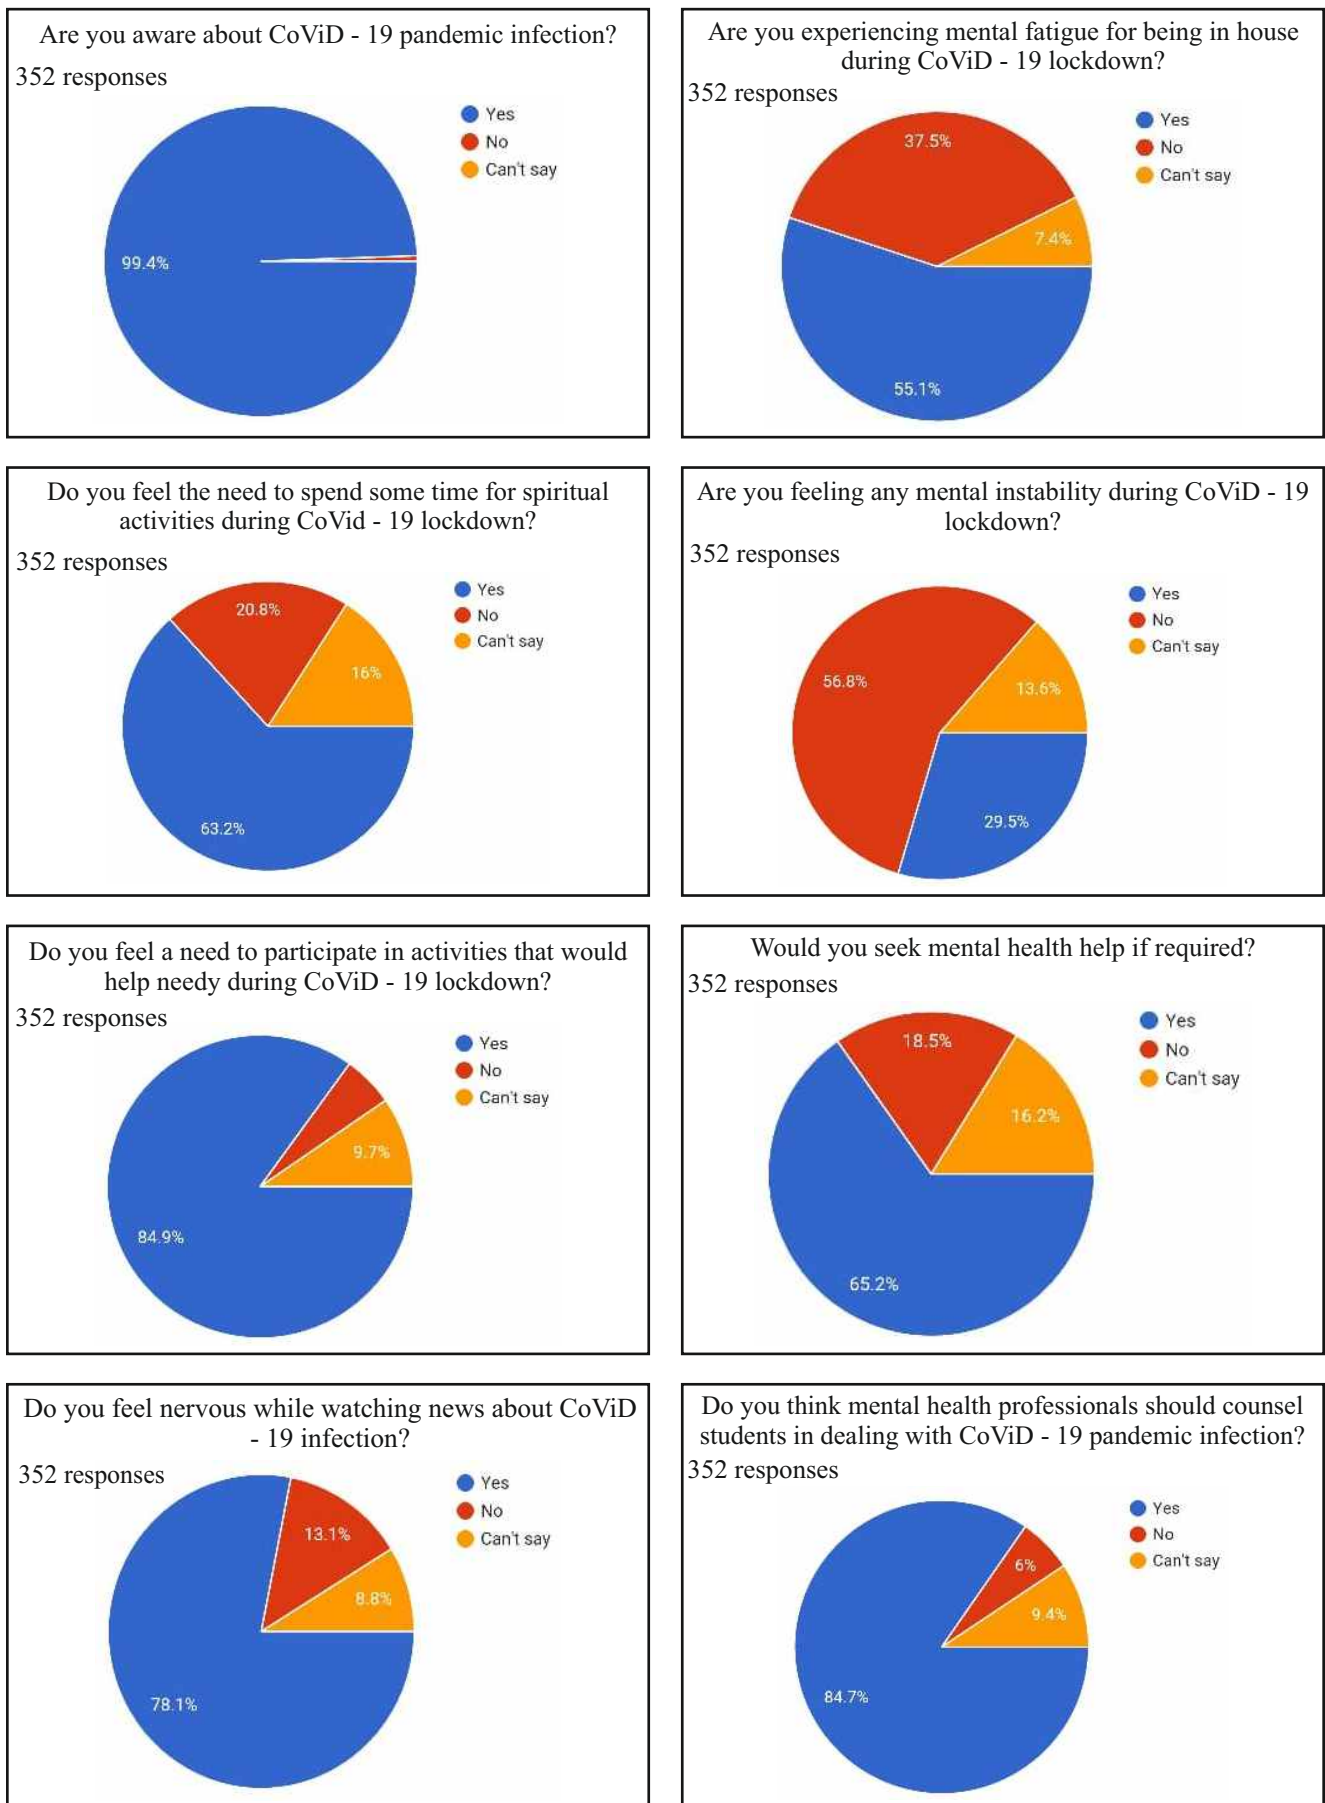 Are you aware about CoViD - 19 pandemic infection?
352 responses
Yes
No
Can't say
99.4%
Are you experiencing mental fatigue for being in house
during CoViD - 19 lockdown?
352 responses
Yes
No
Can't say
37.5%
7.4%
55.1%
Do you feel the need to spend some time for spiritual
activities during CoVid - 19 lockdown?
352 responses
Yes
No
Can't say
20.8%
16%
63.2%
Are you feeling any mental instability during CoViD - 19
lockdown?
352 responses
Yes
No
Can't say
56.8%
13.6%
29.5%
Do you feel a need to participate in activities that would
help needy during CoViD - 19 lockdown?
352 responses
Yes
No
Can't say
9.7%
84.9%
Would you seek mental health help if required?
352 responses
Yes
No
Can't say
18.5%
16.2%
65.2%
Do you feel nervous while watching news about CoViD
- 19 infection?
352 responses
Yes
No
Can't say
13.1%
8.8%
78.1%
Do you think mental health professionals should counsel
students in dealing with CoViD - 19 pandemic infection?
352 responses
Yes
No
Can't say
6%
9.4%
84.7%